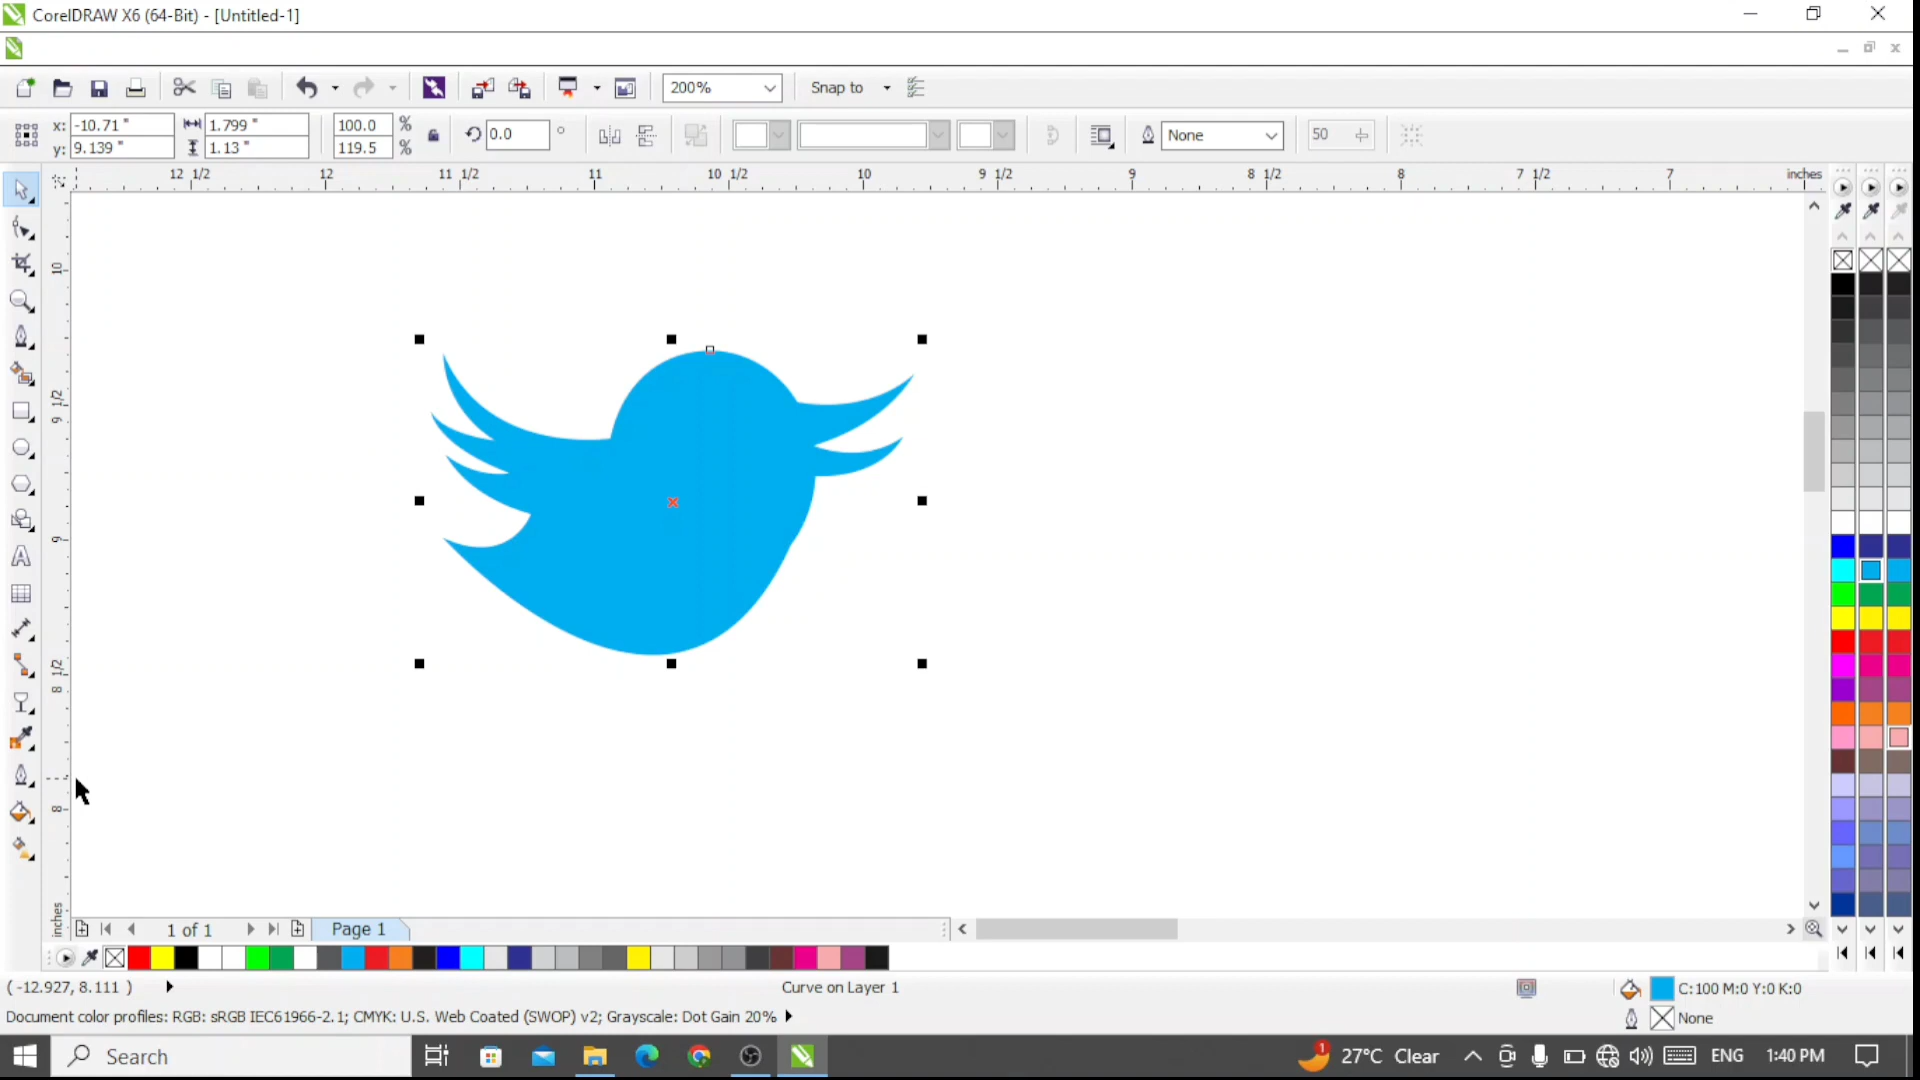 CorelDRAW X6 (64-Bit) - [Untitled-1]
200%
Snap to
x: -10.71 "
y: 9.139 "
1.799 "
1.13 "
100.0 %
119.5 %
0.0 °
None
50
12 1/2
12
11 1/2
11
10 1/2
10
9 1/2
9
8 1/2
8
7 1/2
7
inches
10
9 1/2
9
8 1/2
8
inches
1 of 1
Page 1
( -12.927, 8.111 )
Curve on Layer 1
C:100 M:0 Y:0 K:0
Document color profiles: RGB: sRGB IEC61966-2.1; CMYK: U.S. Web Coated (SWOP) v2; Grayscale: Dot Gain 20%
None
Search
1
27°C Clear
ENG
1:40 PM